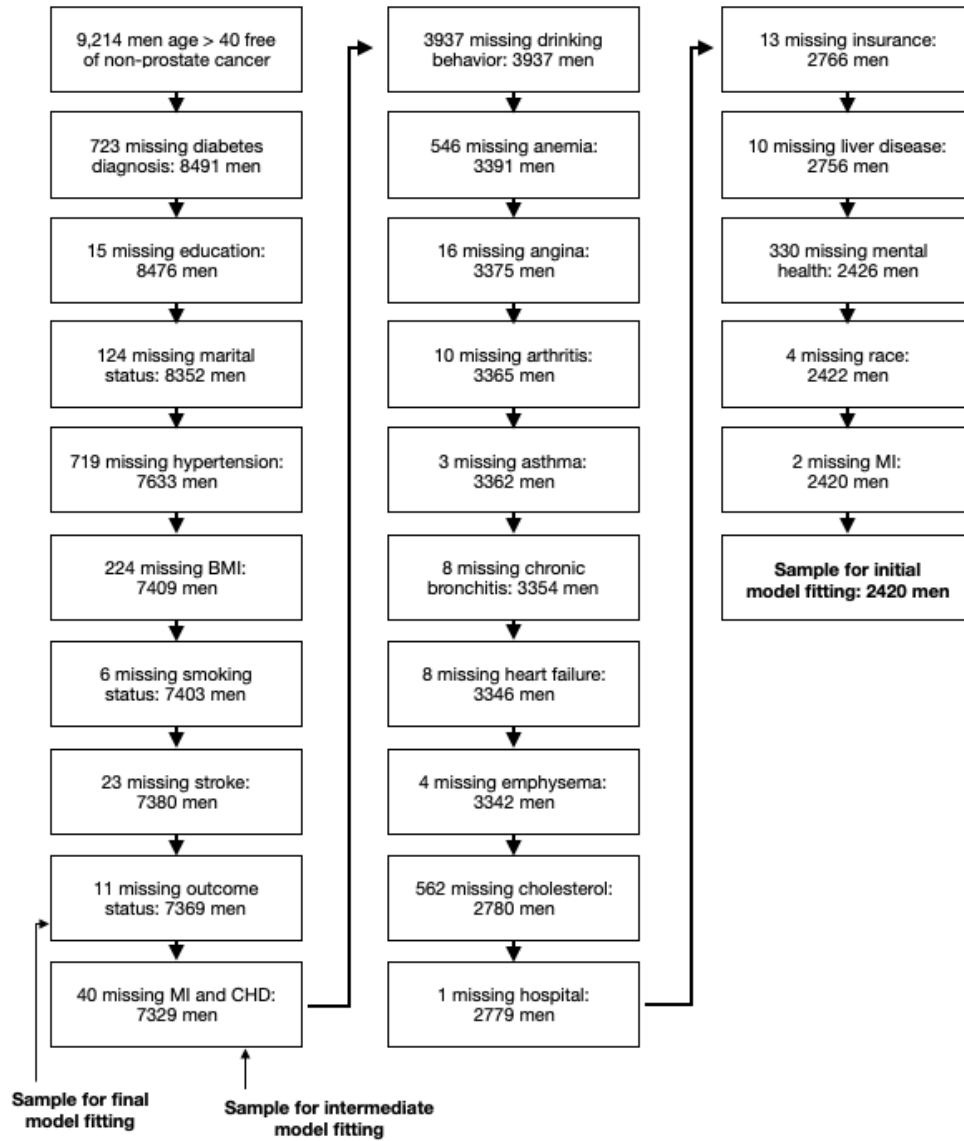 9,214 men age > 40 free
of non-prostate cancer
723 missing diabetes
diagnosis: 8491 men
15 missing education:
8476 men
124 missing marital
status: 8352 men
719 missing hypertension:
7633 men
224 missing BMI:
7409 men
6 missing smoking
status: 7403 men
23 missing stroke:
7380 men
11 missing outcome
status: 7369 men
40 missing MI and CHD:
7329 men
Sample for final
model fitting
Sample for intermediate
model fitting
3937 missing drinking
behavior: 3937 men
546 missing anemia:
3391 men
16 missing angina:
3375 men
10 missing arthritis:
3365 men
3 missing asthma:
3362 men
8 missing chronic
bronchitis: 3354 men
8 missing heart failure:
3346 men
4 missing emphysema:
3342 men
562 missing cholesterol:
2780 men
1 missing hospital:
2779 men
13 missing insurance:
2766 men
10 missing liver disease:
2756 men
330 missing mental
health: 2426 men
4 missing race:
2422 men
2 missing MI:
2420 men
Sample for initial
model fitting: 2420 men